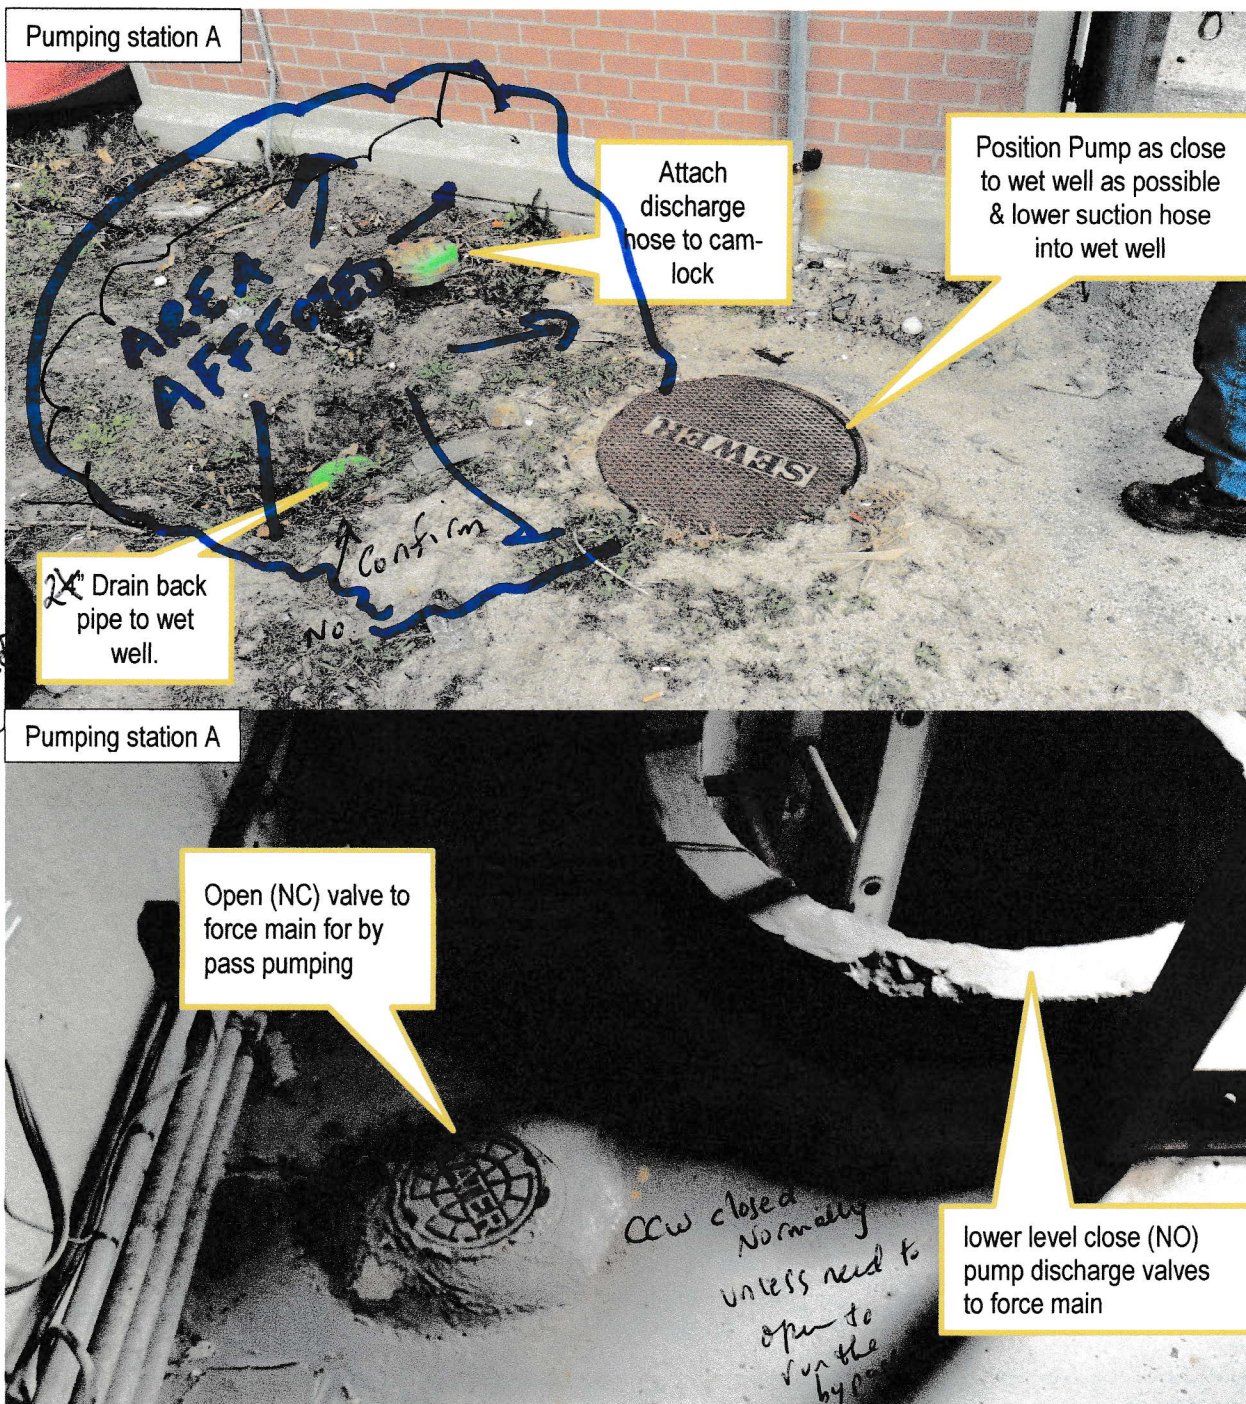 Pumping station A
Attach
discharge
hose to cam-
lock
Position Pump as close
to wet well as possible
& lower suction hose
into wet well
AREA
AFFECTED
SEWER
Confirm
2" Drain back
pipe to wet
well.
No
Pumping station A
Open (NC) valve to
force main for by
pass pumping
WATER
CCW closed
Normally
unless need to
open to
run the
lower level close (NO)
pump discharge valves
to force main